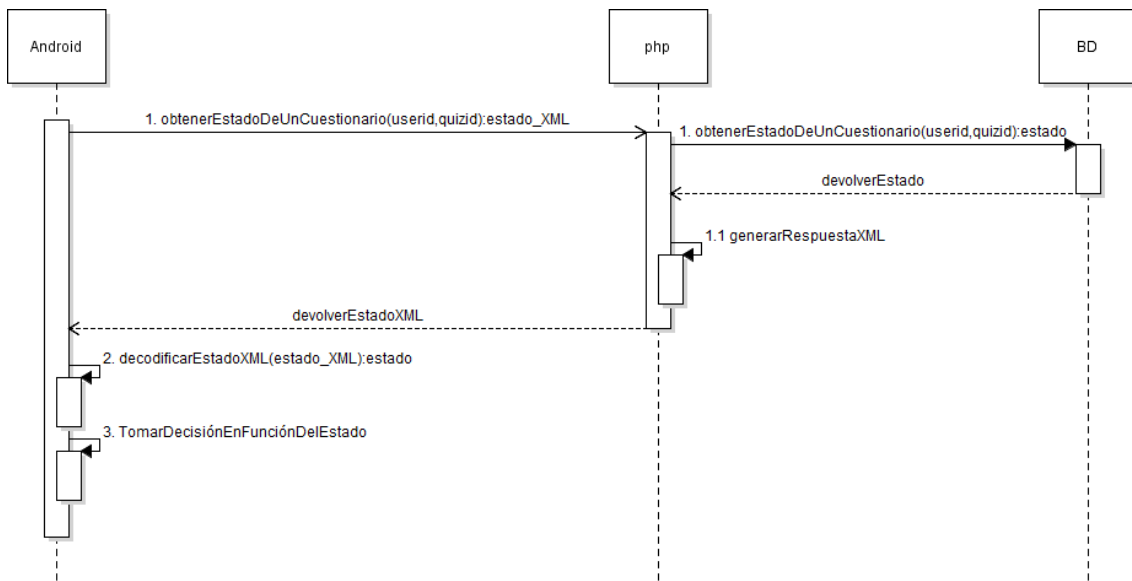 Android
php
BD
1. obtenerEstadoDeUnCuestionario(userid,quizid):estado_XML
1. obtenerEstadoDeUnCuestionario(userid,quizid):estado
devolverEstado
1.1 generarRespuestaXML
devolverEstadoXML
2. decodificarEstadoXML(estado_XML):estado
3. TomarDecisiónEnFunciónDelEstado